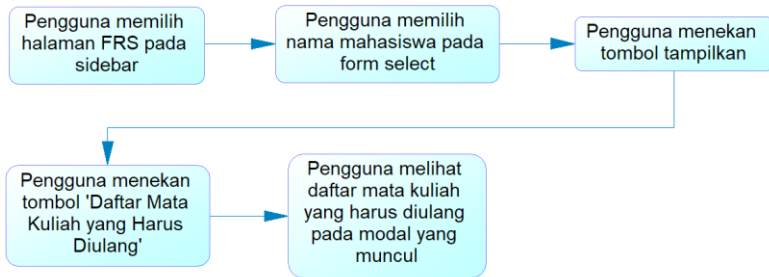 Pengguna memilih
halaman FRS pada
sidebar
Pengguna memilih
nama mahasiswa pada
form select
Pengguna menekan
tombol tampilkan
Pengguna menekan
tombol 'Daftar Mata
Kuliah yang Harus
Diulang'
Pengguna melihat
daftar mata kuliah
yang harus diulang
pada modal yang
muncul